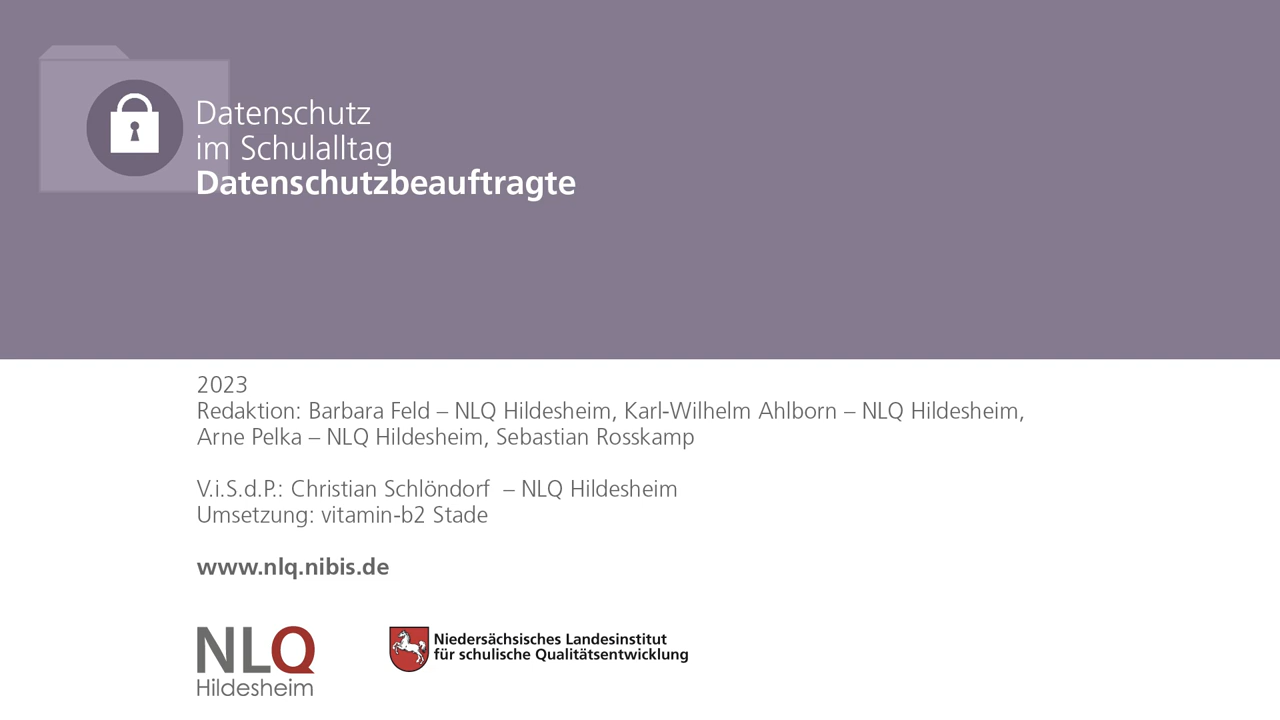 Datenschutz
im Schulalltag
Datenschutzbeauftragte
2023
Redaktion: Barbara Feld – NLQ Hildesheim, Karl-Wilhelm Ahlborn – NLQ Hildesheim,
Arne Pelka – NLQ Hildesheim, Sebastian Rosskamp
V.i.S.d.P.: Christian Schlöndorf – NLQ Hildesheim
Umsetzung: vitamin-b2 Stade
www.nlq.nibis.de
NLQ
Hildesheim
Niedersächsisches Landesinstitut
für schulische Qualitätsentwicklung